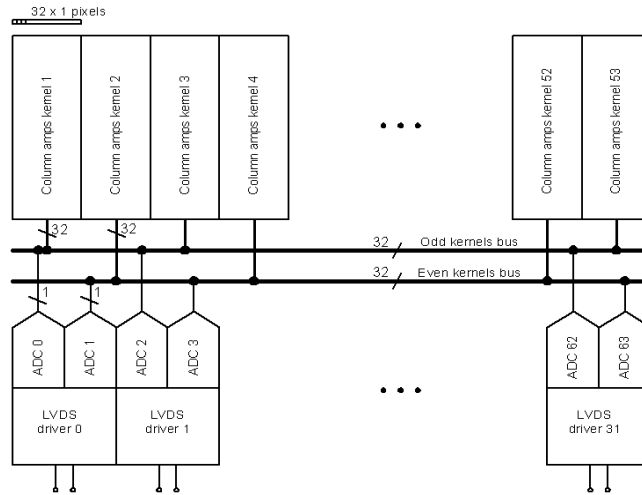 32 x 1 pixels
Column amps kernel 1
Column amps kernel 2
Column amps kernel 3
Column amps kernel 4
Column amps kernel 52
Column amps kernel 53
32
32
32
Odd kernels bus
32
Even kernels bus
1
1
ADC 0
ADC 1
ADC 2
ADC 3
ADC 62
ADC 63
LVDS
driver 0
LVDS
driver 1
LVDS
driver 31